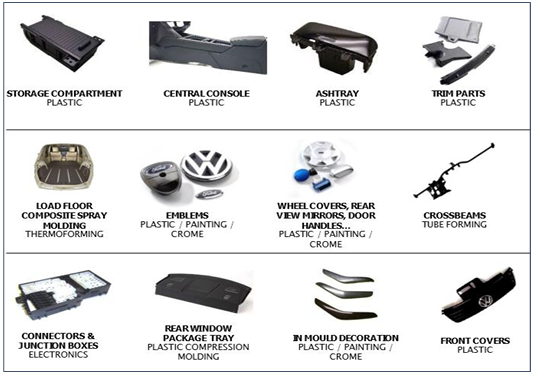 STORAGE COMPARTMENT
PLASTIC
CENTRAL CONSOLE
PLASTIC
ASHTRAY
PLASTIC
TRIM PARTS
PLASTIC
LOAD FLOOR
COMPOSITE SPRAY
MOLDING
THERMOFORMING
EMBLEMS
PLASTIC / PAINTING /
CROME
WHEEL COVERS, REAR
VIEW MIRRORS, DOOR
HANDLES...
PLASTIC / PAINTING /
CROME
CROSSBEAMS
TUBE FORMING
CONNECTORS &
JUNCTION BOXES
ELECTRONICS
REAR WINDOW
PACKAGE TRAY
PLASTIC COMPRESSION
MOLDING
IN MOULD DECORATION
PLASTIC / PAINTING /
CROME
FRONT COVERS
PLASTIC